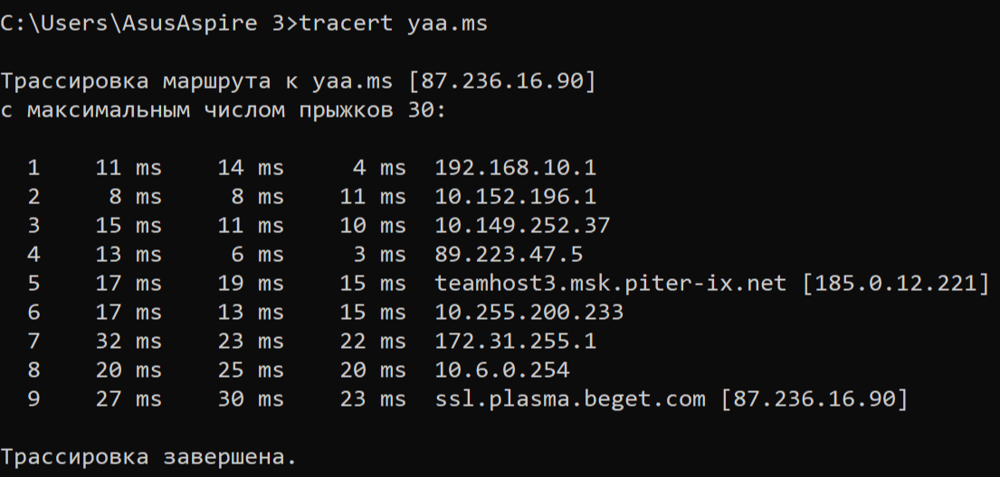 C:\Users\AsusAspire 3>tracert yaa.ms
Трассировка маршрута к yaa.ms [87.236.16.90]
с максимальным числом прыжков 30:
1 11 ms 14 ms 4 ms 192.168.10.1
2 8 ms 8 ms 11 ms 10.152.196.1
3 15 ms 11 ms 10 ms 10.149.252.37
4 13 ms 6 ms 3 ms 89.223.47.5
5 17 ms 19 ms 15 ms teamhost3.msk.piter-ix.net [185.0.12.221]
6 17 ms 13 ms 15 ms 10.255.200.233
7 32 ms 23 ms 22 ms 172.31.255.1
8 20 ms 25 ms 20 ms 10.6.0.254
9 27 ms 30 ms 23 ms ssl.plasma.beget.com [87.236.16.90]
Трассировка завершена.